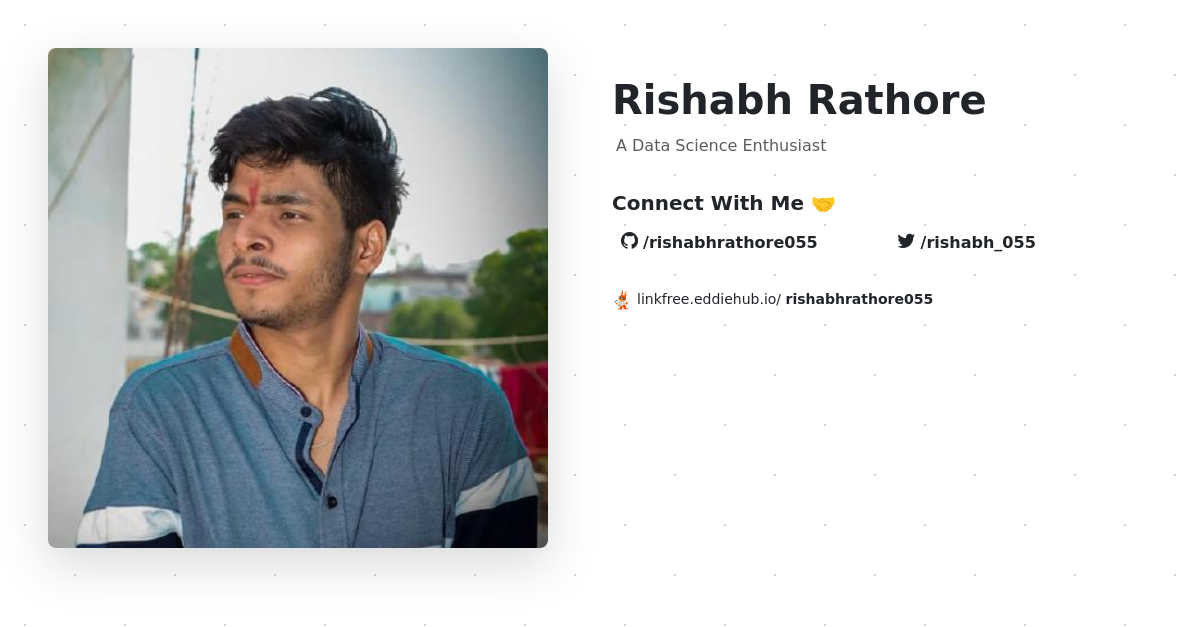 Rishabh Rathore
A Data Science Enthusiast
Connect With Me 🤝
/rishabhrathore055 /rishabh_055
linkfree.eddiehub.io/ rishabhrathore055